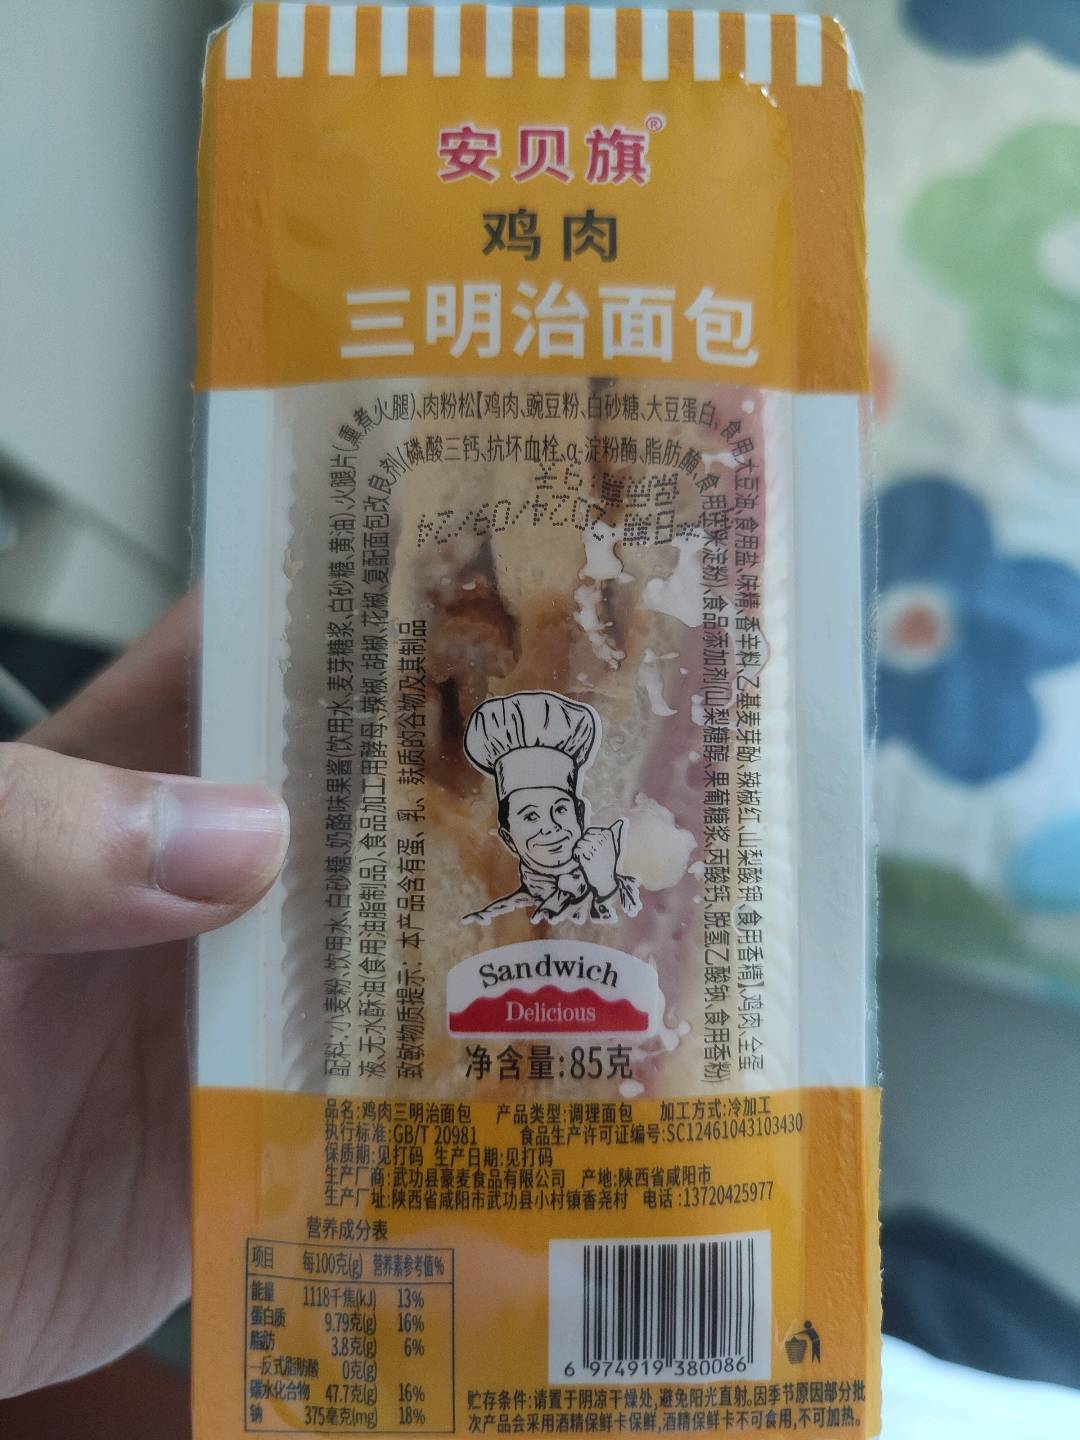 安贝旗®
鸡肉
三明治面包
配料:小麦粉、饮用水、白砂糖、奶酪味果酱(饮用水、麦芽糖浆、白砂糖、黄油)、火腿片(熏煮火腿)、肉粉松【鸡肉、豌豆粉、白砂糖、大豆蛋白、食用大豆油、食用盐、味精、香辛料、乙基麦芽酚、辣椒红、山梨酸钾、食用香精】、鸡肉、全蛋
液、无水酥油(食用油脂制品)、食品加工用酵母、辣椒、胡椒、花椒、复配面包改良剂(磷酸三钙、抗坏血栓、α-淀粉酶、脂肪酶、食用玉米淀粉)、食品添加剂(山梨糖醇、果葡糖浆、丙酸钙、脱氢乙酸钠、食用香粉)
致敏物质提示: 本产品含有蛋、乳、麸质的谷物及其制品
2024/09/24
Sandwich
Delicious
净含量:85克
品名:鸡肉三明治面包 产品类型:调理面包 加工方式:冷加工
执行标准:GB/T 20981 食品生产许可证编号:SC12461043103430
保质期:见打码 生产日期:见打码
生产厂商:武功县豪麦食品有限公司 产地:陕西省咸阳市
生产厂址:陕西省咸阳市武功县小村镇香尧村 电话:13720425977
营养成分表
项目 每100克(g) 营养素参考值%
能量 1118千焦(kJ) 13%
蛋白质 9.79克(g) 16%
脂肪 3.8克(g) 6%
—反式脂肪酸 0克(g)
碳水化合物 47.7克(g) 16%
钠 375毫克(mg) 18%
6 974919 380086
贮存条件:请置于阴凉干燥处,避免阳光直射。因季节原因部分批
次产品会采用酒精保鲜卡保鲜,酒精保鲜卡不可食用,不可加热。